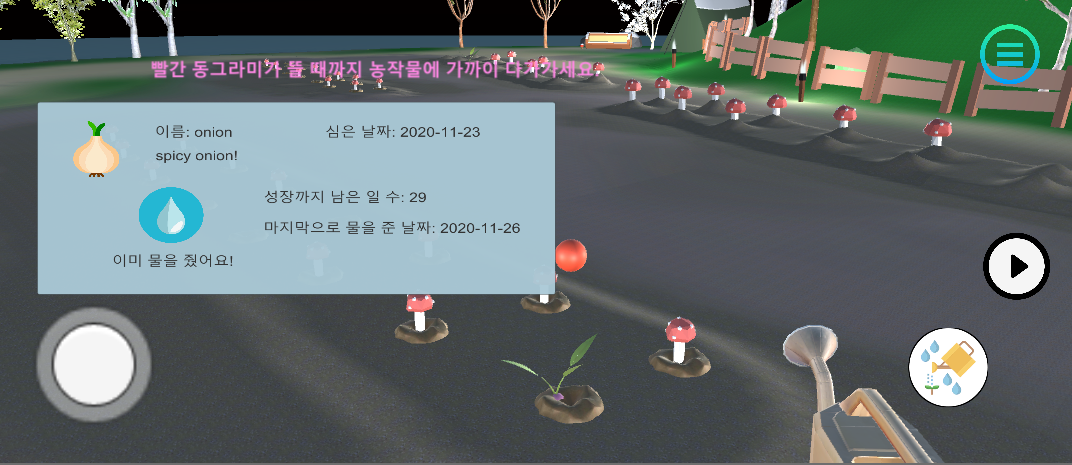 빨간 동그라미가 뜰 때까지 농작물에 가까이 다가가세요.
이름: onion
심은 날짜: 2020-11-23
spicy onion!
성장까지 남은 일 수: 29
마지막으로 물을 준 날짜: 2020-11-26
이미 물을 줬어요!